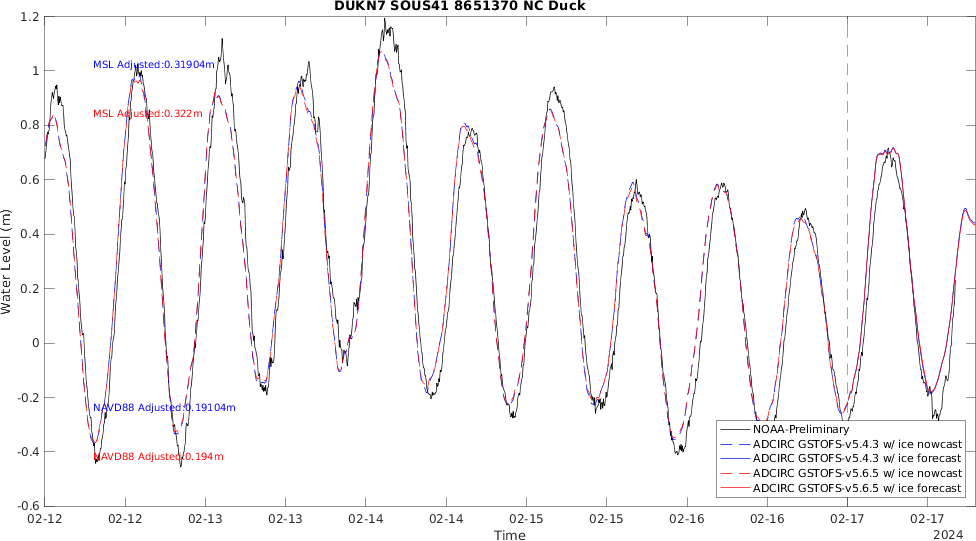 DUKN7 SOUS41 8651370 NC Duck
1.2
1
0.8
0.6
0.4
0.2
0
-0.2
-0.4
-0.6
Water Level (m)
MSL Adjusted:0.31904m
MSL Adjusted:0.322m
NAVD88 Adjusted:0.19104m
NAVD88 Adjusted:0.194m
NOAA-Preliminary
ADCIRC GSTOFS-v5.4.3 w/ ice nowcast
ADCIRC GSTOFS-v5.4.3 w/ ice forecast
ADCIRC GSTOFS-v5.6.5 w/ ice nowcast
ADCIRC GSTOFS-v5.6.5 w/ ice forecast
02-12 02-12 02-13 02-13 02-14 02-14 02-15 02-15 02-16 02-16 02-17 02-17
2024
Time